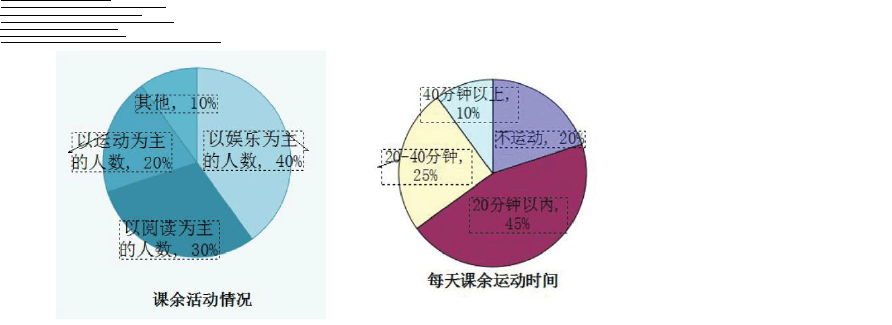 其他, 10%
以运动为主
的人数, 20%
以娱乐为主
的人数, 40%
以阅读为主
的人数, 30%
课余活动情况
40分钟以上,
10%
不运动, 20%
20-40分钟,
25%
20分钟以内,
45%
每天课余运动时间